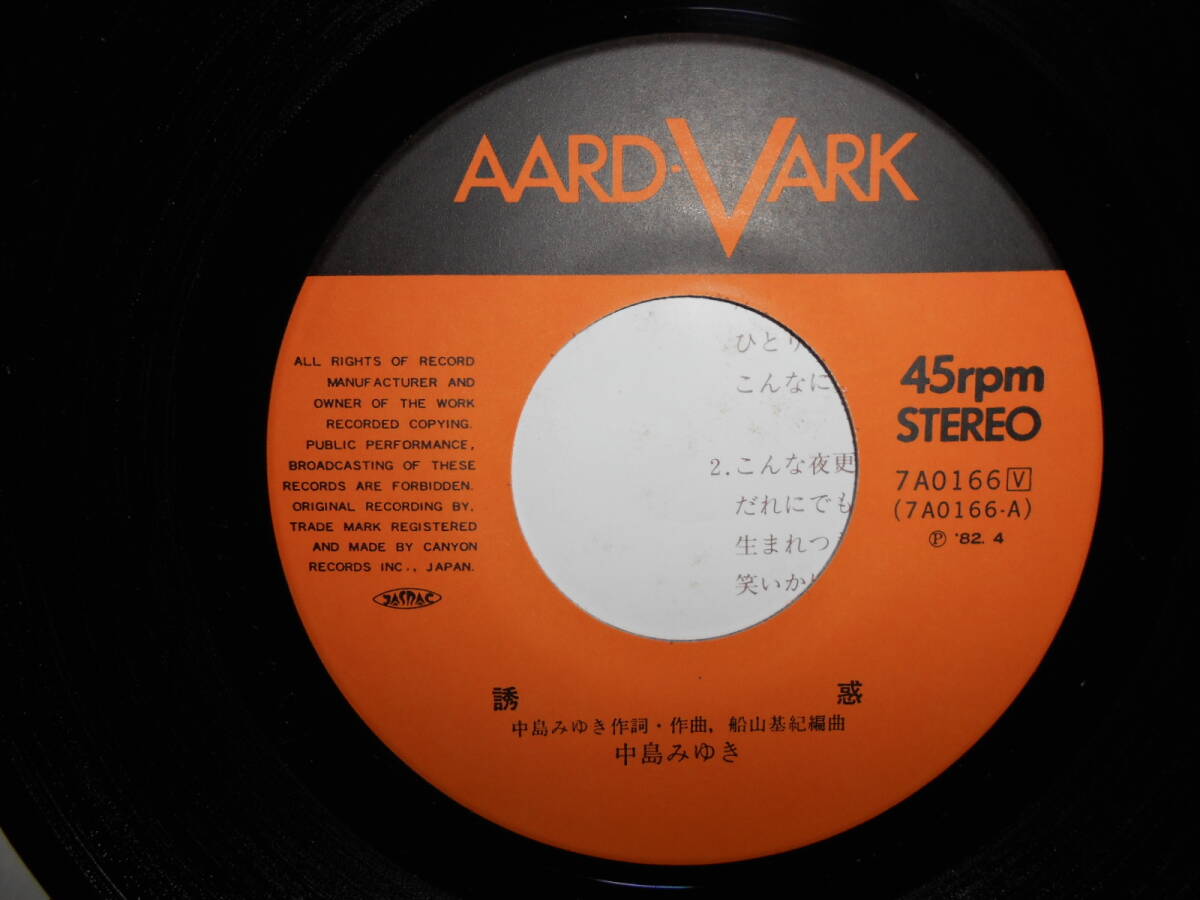 AARD-VARK
ALL RIGHTS OF RECORD
MANUFACTURER AND
OWNER OF THE WORK
RECORDED COPYING.
PUBLIC PERFORMANCE,
BROADCASTING OF THESE
RECORDS ARE FORBIDDEN.
ORIGINAL RECORDING BY,
TRADE MARK REGISTERED
AND MADE BY CANYON
RECORDS INC., JAPAN.
JASRAC
ひとり
こんなに
2.こんな夜更
だれにでも
生まれつ
笑いか
45rpm
STEREO
7A0166 V
(7A0166-A)
Ⓟ '82. 4
誘惑
中島みゆき作詞・作曲, 船山基紀編曲
中島みゆき